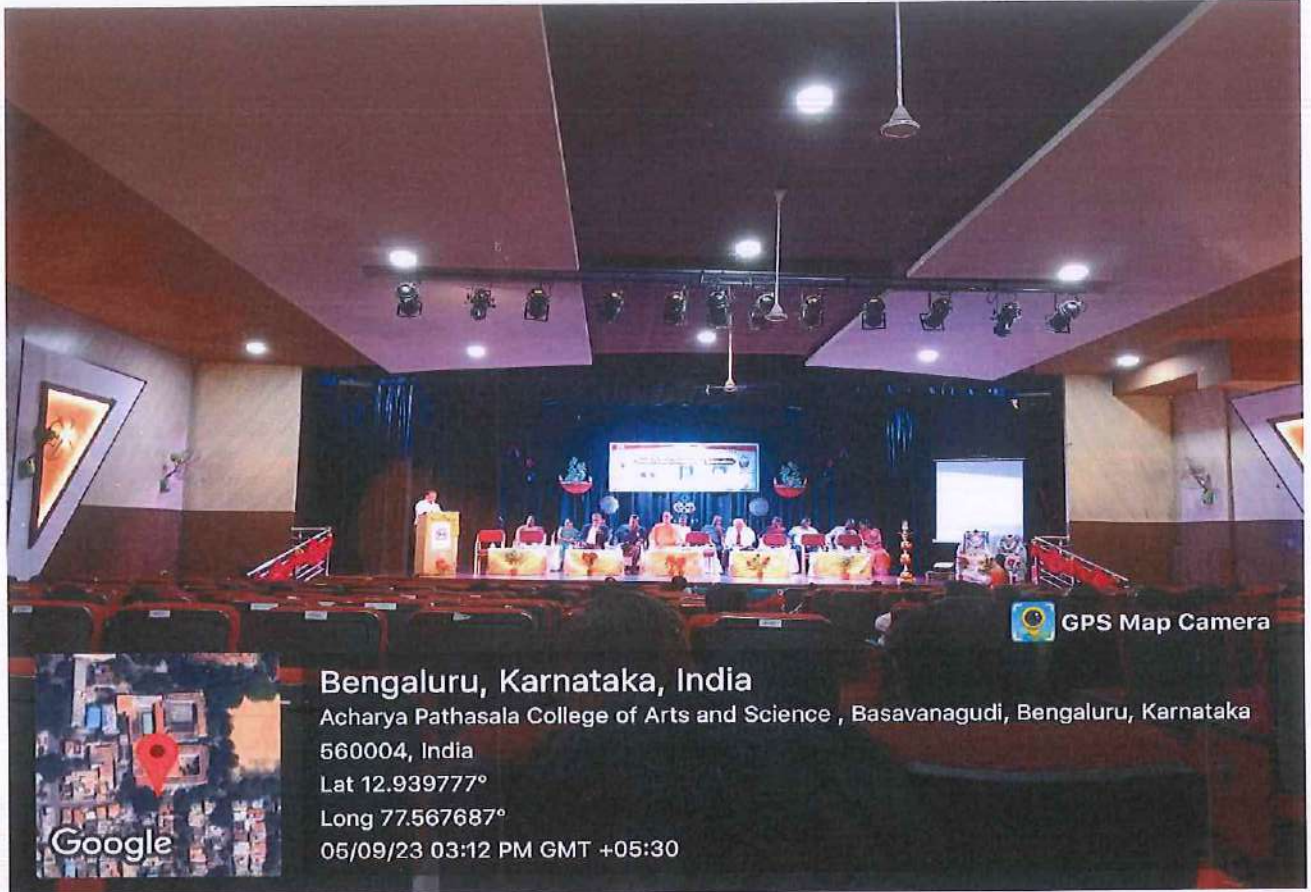 GPS Map Camera
Bengaluru, Karnataka, India
Acharya Pathasala College of Arts and Science , Basavanagudi, Bengaluru, Karnataka
560004, India
Lat 12.939777°
Long 77.567687°
05/09/23 03:12 PM GMT +05:30
Google